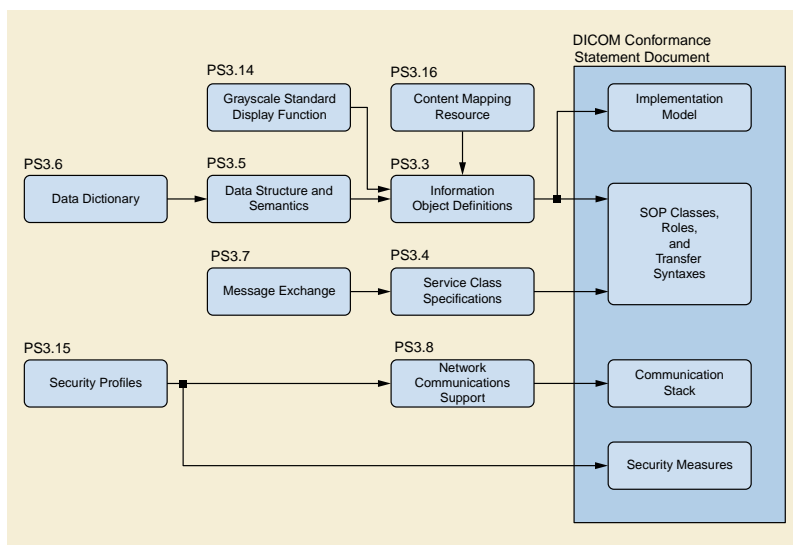 DICOM Conformance
Statement Document
PS3.14
Grayscale Standard
Display Function
PS3.16
Content Mapping
Resource
Implementation
Model
PS3.6
Data Dictionary
PS3.5
Data Structure and
Semantics
PS3.3
Information
Object Definitions
SOP Classes,
Roles,
and
Transfer
Syntaxes
PS3.7
Message Exchange
PS3.4
Service Class
Specifications
PS3.15
Security Profiles
PS3.8
Network
Communications
Support
Communication
Stack
Security Measures